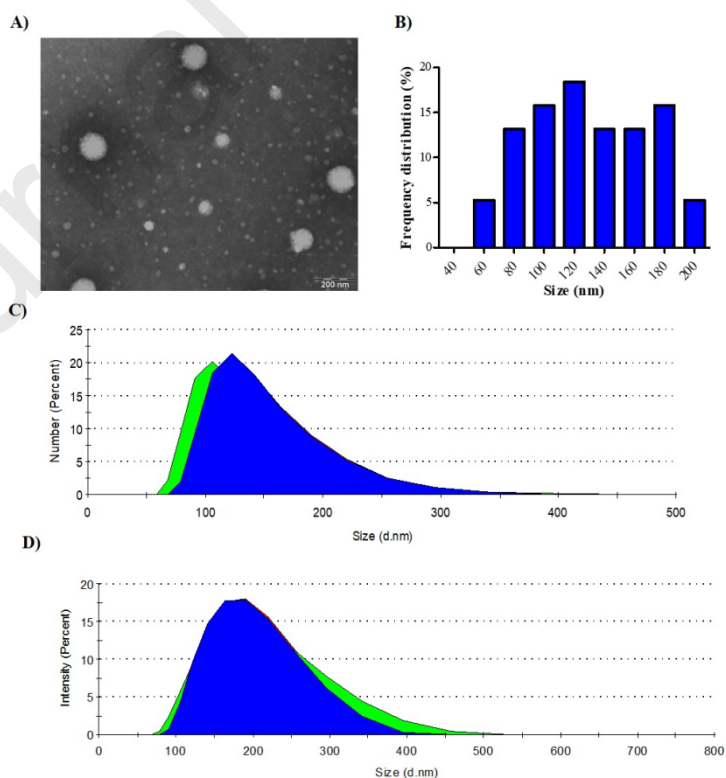 A)
200 nm
B)
Frequency distribution (%)
20
15
10
5
0
40 60 80 100 120 140 160 180 200
Size (nm)
C)
Number (Percent)
25
20
15
10
5
0
0 100 200 300 400 500
Size (d.nm)
D)
Intensity (Percent)
20
15
10
5
0
0 100 200 300 400 500 600 700 800
Size (d.nm)